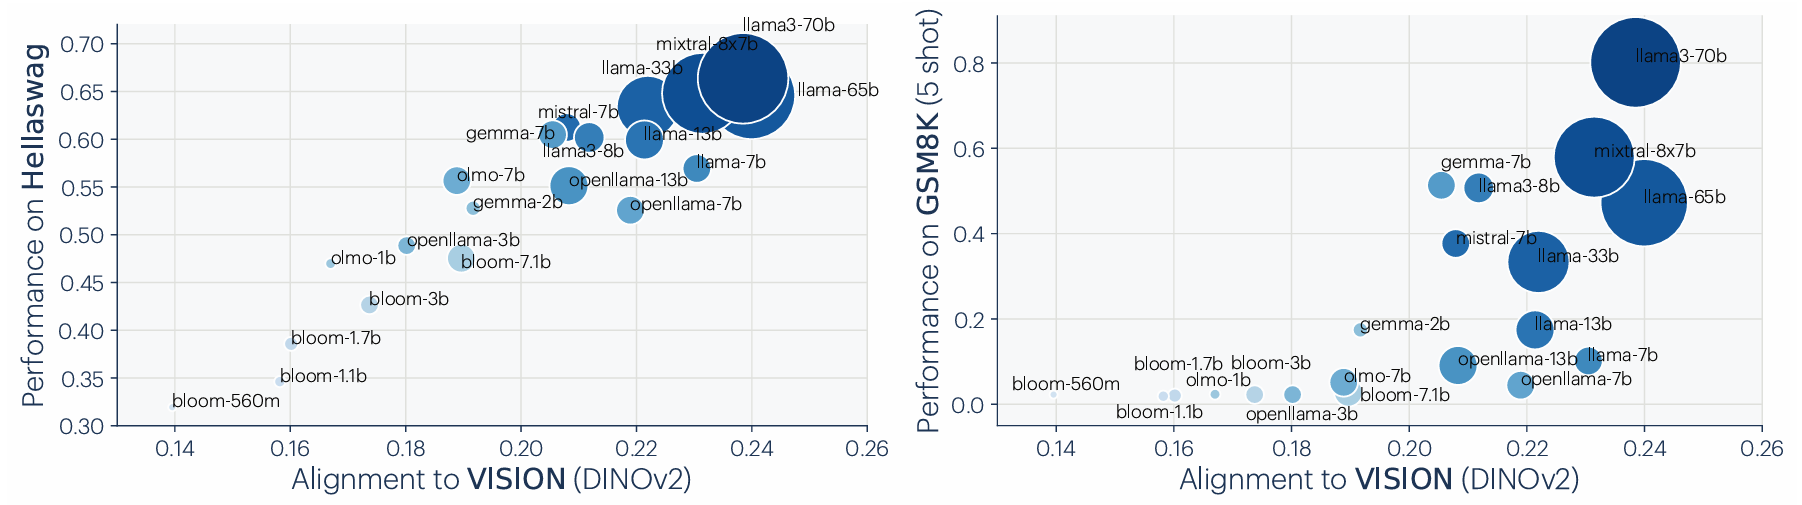 Performance on Hellaswag
0.70
0.65
0.60
0.55
0.50
0.45
0.40
0.35
0.30
llama3-70b
mixtral-8x7b
llama-33b
llama-65b
mistral-7b
gemma-7b
llama-13b
llama3-8b
llama-7b
olmo-7b
openllama-13b
gemma-2b
openllama-7b
openllama-3b
olmo-1b
bloom-7.1b
bloom-3b
bloom-1.7b
bloom-1.1b
bloom-560m
0.14 0.16 0.18 0.20 0.22 0.24 0.26
Alignment to VISION (DINOv2)
Performance on GSM8K (5 shot)
0.8
0.6
0.4
0.2
0.0
llama3-70b
mixtral-8x7b
gemma-7b
llama3-8b
llama-65b
mistral-7b
llama-33b
gemma-2b
llama-13b
openllama-13b
llama-7b
bloom-1.7b
bloom-3b
olmo-7b
openllama-7b
olmo-1b
bloom-560m
bloom-7.1b
bloom-1.1b
openllama-3b
0.14 0.16 0.18 0.20 0.22 0.24 0.26
Alignment to VISION (DINOv2)